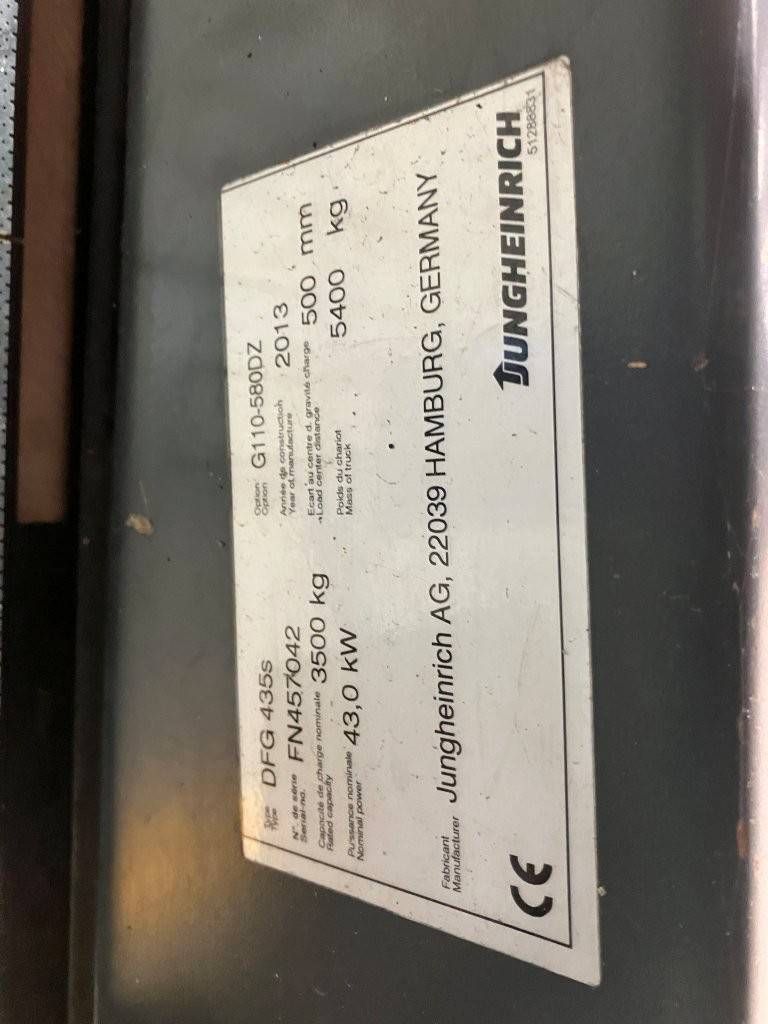 Type DFG 435s Option G110-580DZ
Type Option
N°. de série FN457042 Année de construction 2013
Serial-no. Year of manufacture
Capacité de charge nominale 3500 kg Ecart au centre d. gravité charge 500 mm
Rated capacity Load center distance
Puissance nominale 43,0 kW Poids du chariot 5400 kg
Nominal power Mass of truck
Fabricant Jungheinrich AG, 22039 HAMBURG, GERMANY
Manufacturer
CE JUNGHEINRICH
51288831